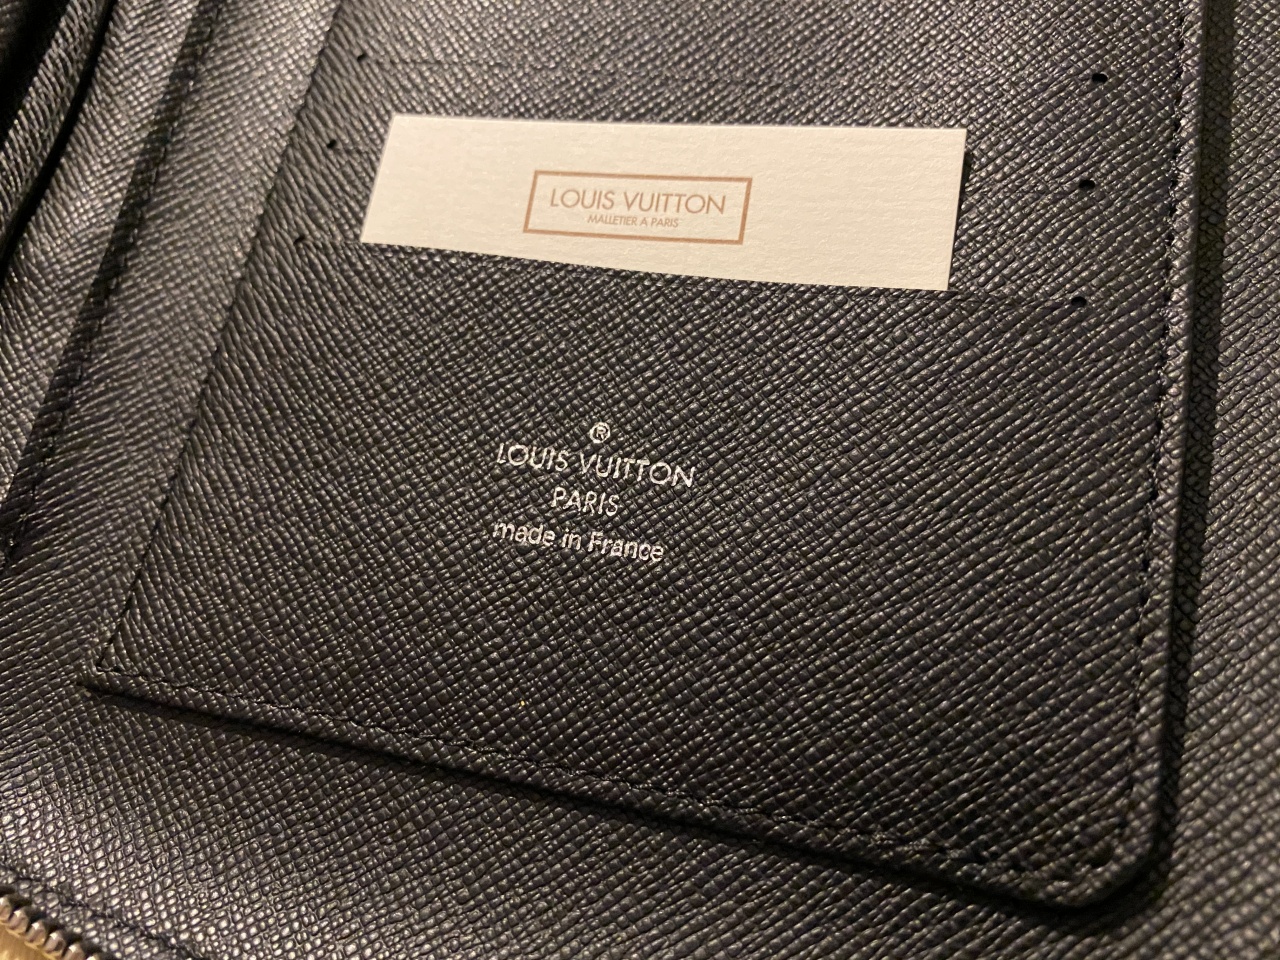 LOUIS VUITTON
MALLETIER A PARIS
®
LOUIS VUITTON
PARIS
made in France